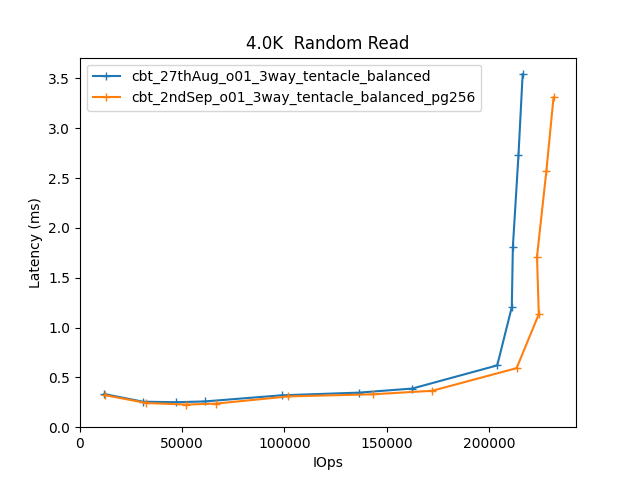 4.0K  Random Read
cbt_27thAug_o01_3way_tentacle_balanced
cbt_2ndSep_o01_3way_tentacle_balanced_pg256
Latency (ms)
3.5
3.0
2.5
2.0
1.5
1.0
0.5
0.0
0 50000 100000 150000 200000
IOps